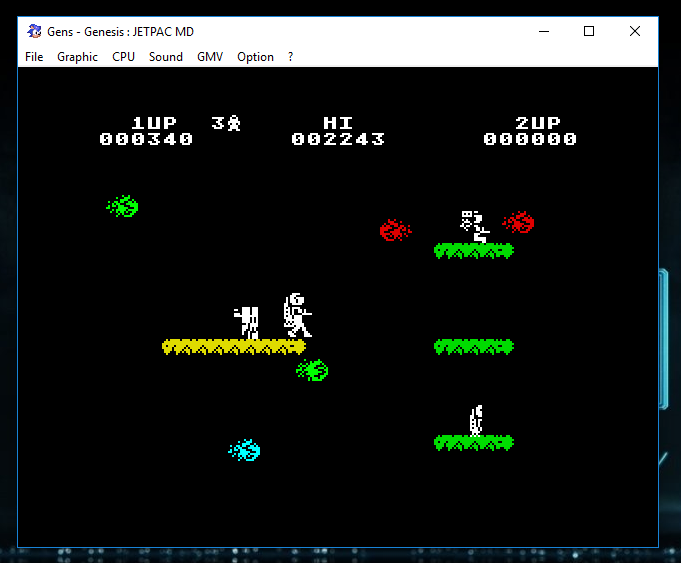 Gens - Genesis : JETPAC MD
File Graphic CPU Sound GMV Option ?
1UP 3 HI 2UP
000340 002243 000000